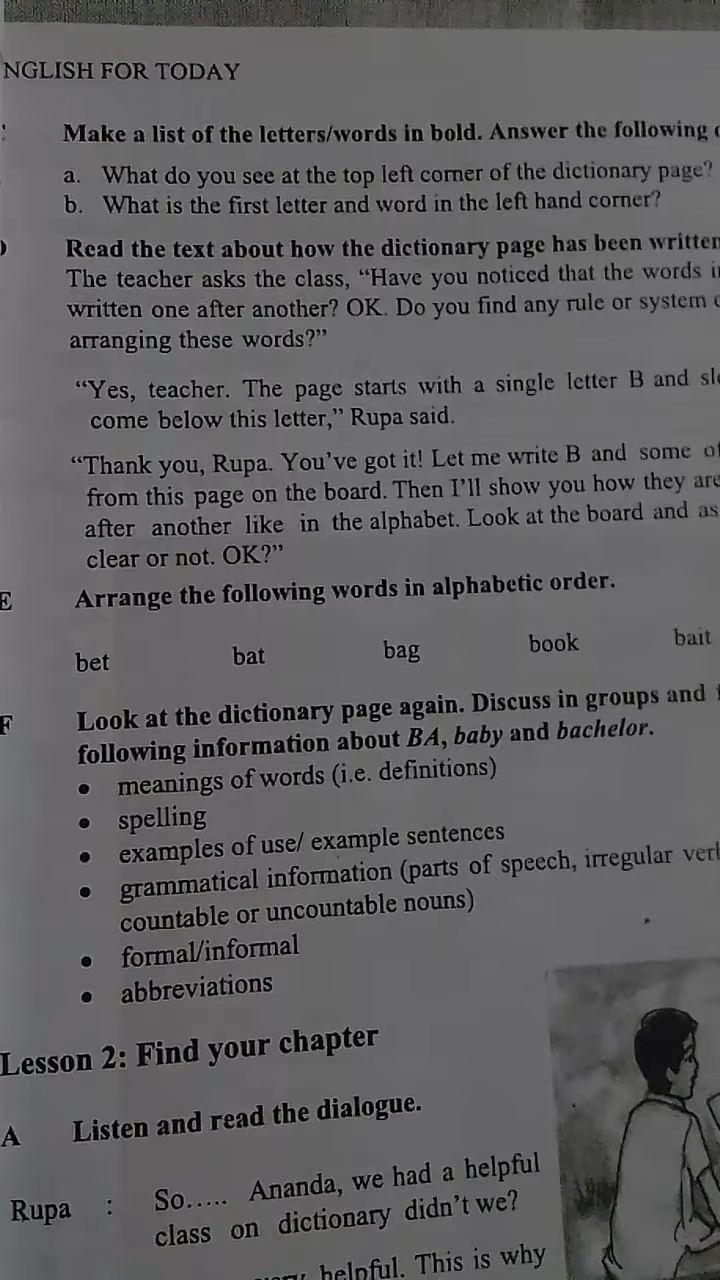 NGLISH FOR TODAY
Make a list of the letters/words in bold. Answer the following
a. What do you see at the top left corner of the dictionary page?
b. What is the first letter and word in the left hand corner?
Read the text about how the dictionary page has been written
The teacher asks the class, “Have you noticed that the words
written one after another? OK. Do you find any rule or system
arranging these words?”
“Yes, teacher. The page starts with a single letter B and
come below this letter,” Rupa said.
“Thank you, Rupa. You’ve got it! Let me write B and some
from this page on the board. Then I’ll show you how they are
after another like in the alphabet. Look at the board and
clear or not. OK?”
E Arrange the following words in alphabetic order.
bet bat bag book bait
F Look at the dictionary page again. Discuss in groups and
following information about BA, baby and bachelor.
• meanings of words (i.e. definitions)
• spelling
• examples of use/ example sentences
• grammatical information (parts of speech, irregular
countable or uncountable nouns)
• formal/informal
• abbreviations
Lesson 2: Find your chapter
A Listen and read the dialogue.
Rupa : So..... Ananda, we had a helpful
class on dictionary didn’t we?
helpful. This is why